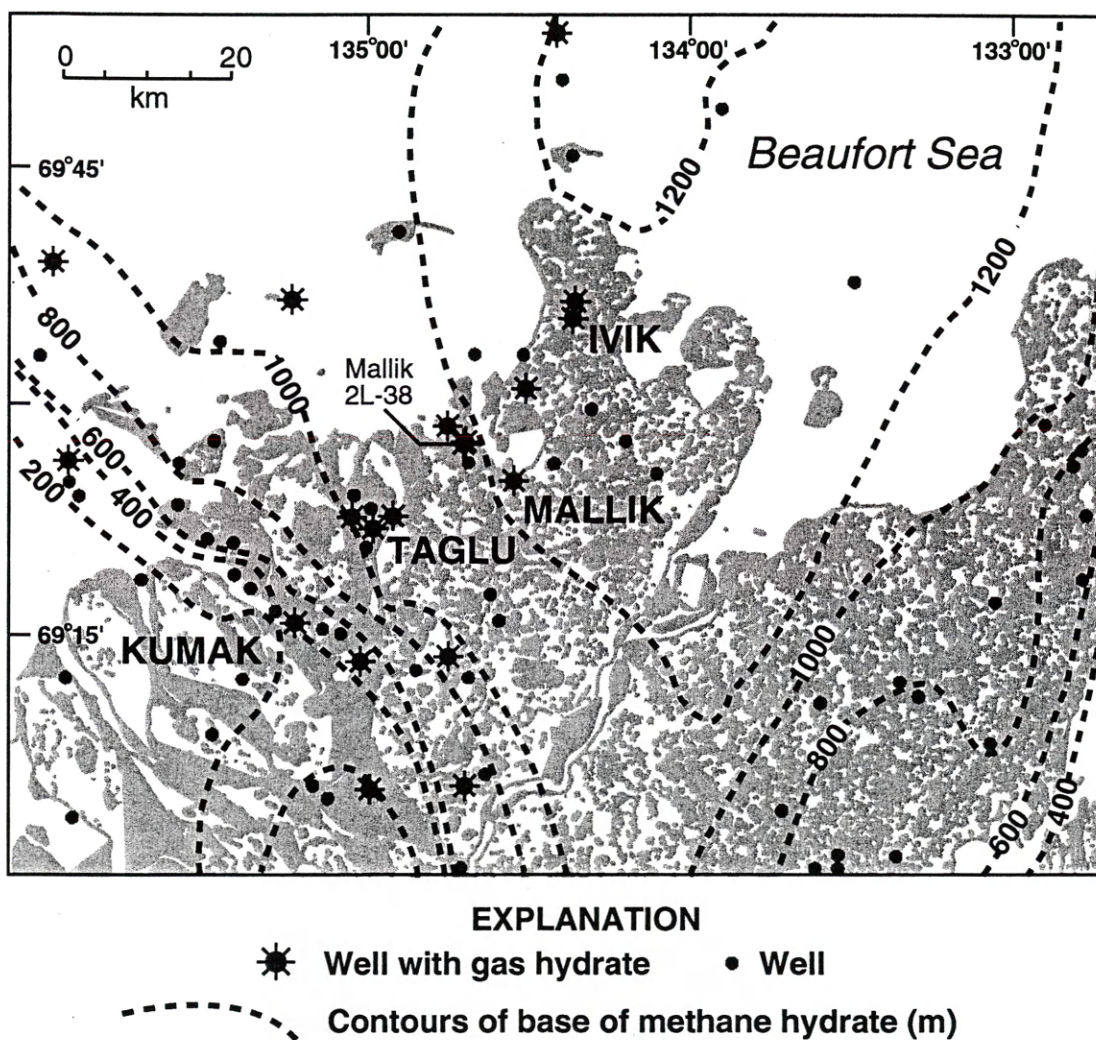 0 20
km
135°00'
134°00'
133°00'
69°45'
Beaufort Sea
1200
1200
800
1000
IVIK
Mallik
2L-38
600
400
200
MALLIK
TAGLU
69°15'
KUMAK
1000
800
600
400
EXPLANATION
Well with gas hydrate
Well
Contours of base of methane hydrate (m)